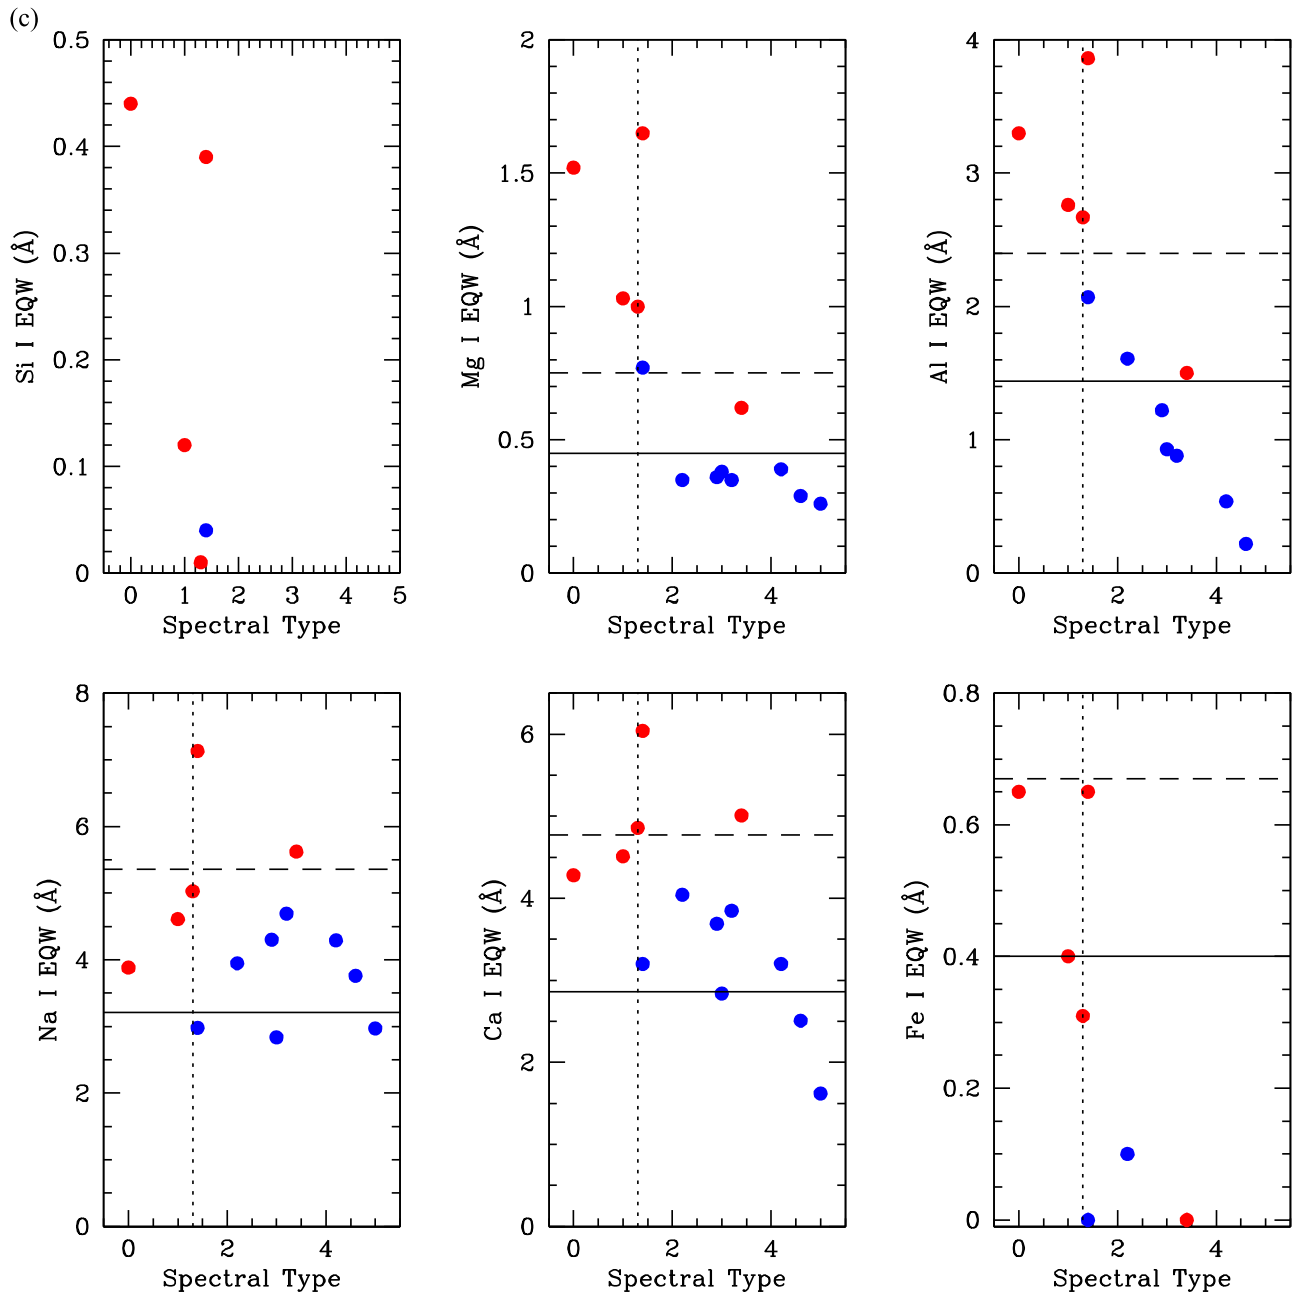 (c)
Si I EQW (Å)
0.5
0.4
0.3
0.2
0.1
0
0 1 2 3 4 5
Spectral Type
Mg I EQW (Å)
2
1.5
1
0.5
0
0 2 4
Spectral Type
Al I EQW (Å)
4
3
2
1
0
0 2 4
Spectral Type
Na I EQW (Å)
8
6
4
2
0
0 2 4
Spectral Type
Ca I EQW (Å)
6
4
2
0
0 2 4
Spectral Type
Fe I EQW (Å)
0.8
0.6
0.4
0.2
0
0 2 4
Spectral Type